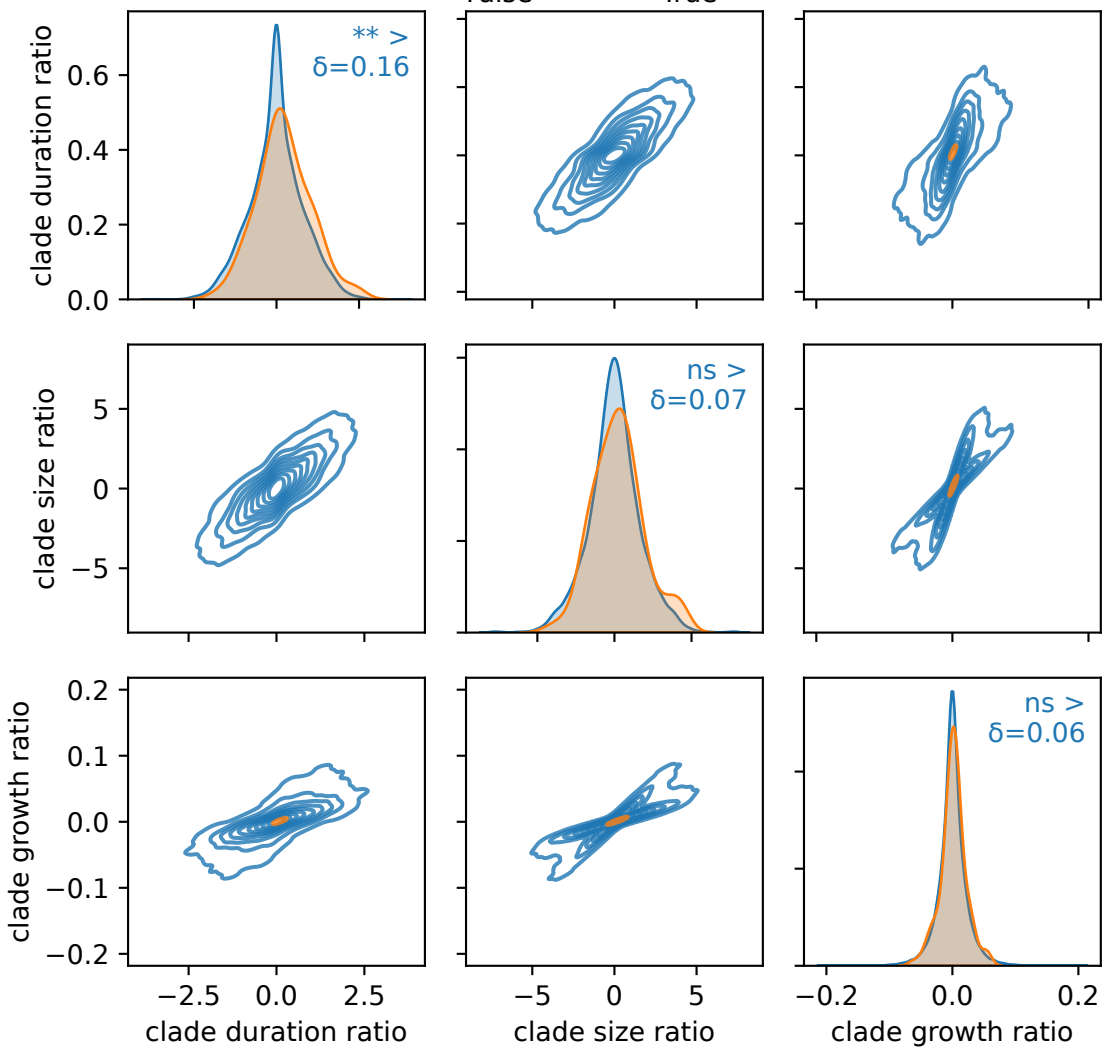 ** >
δ=0.16
clade duration ratio
0.6
0.4
0.2
0.0
ns >
δ=0.07
clade size ratio
5
0
−5
ns >
δ=0.06
clade growth ratio
0.2
0.1
0.0
−0.1
−0.2
−2.5 0.0 2.5
−5 0 5
−0.2 0.0 0.2
clade duration ratio
clade size ratio
clade growth ratio